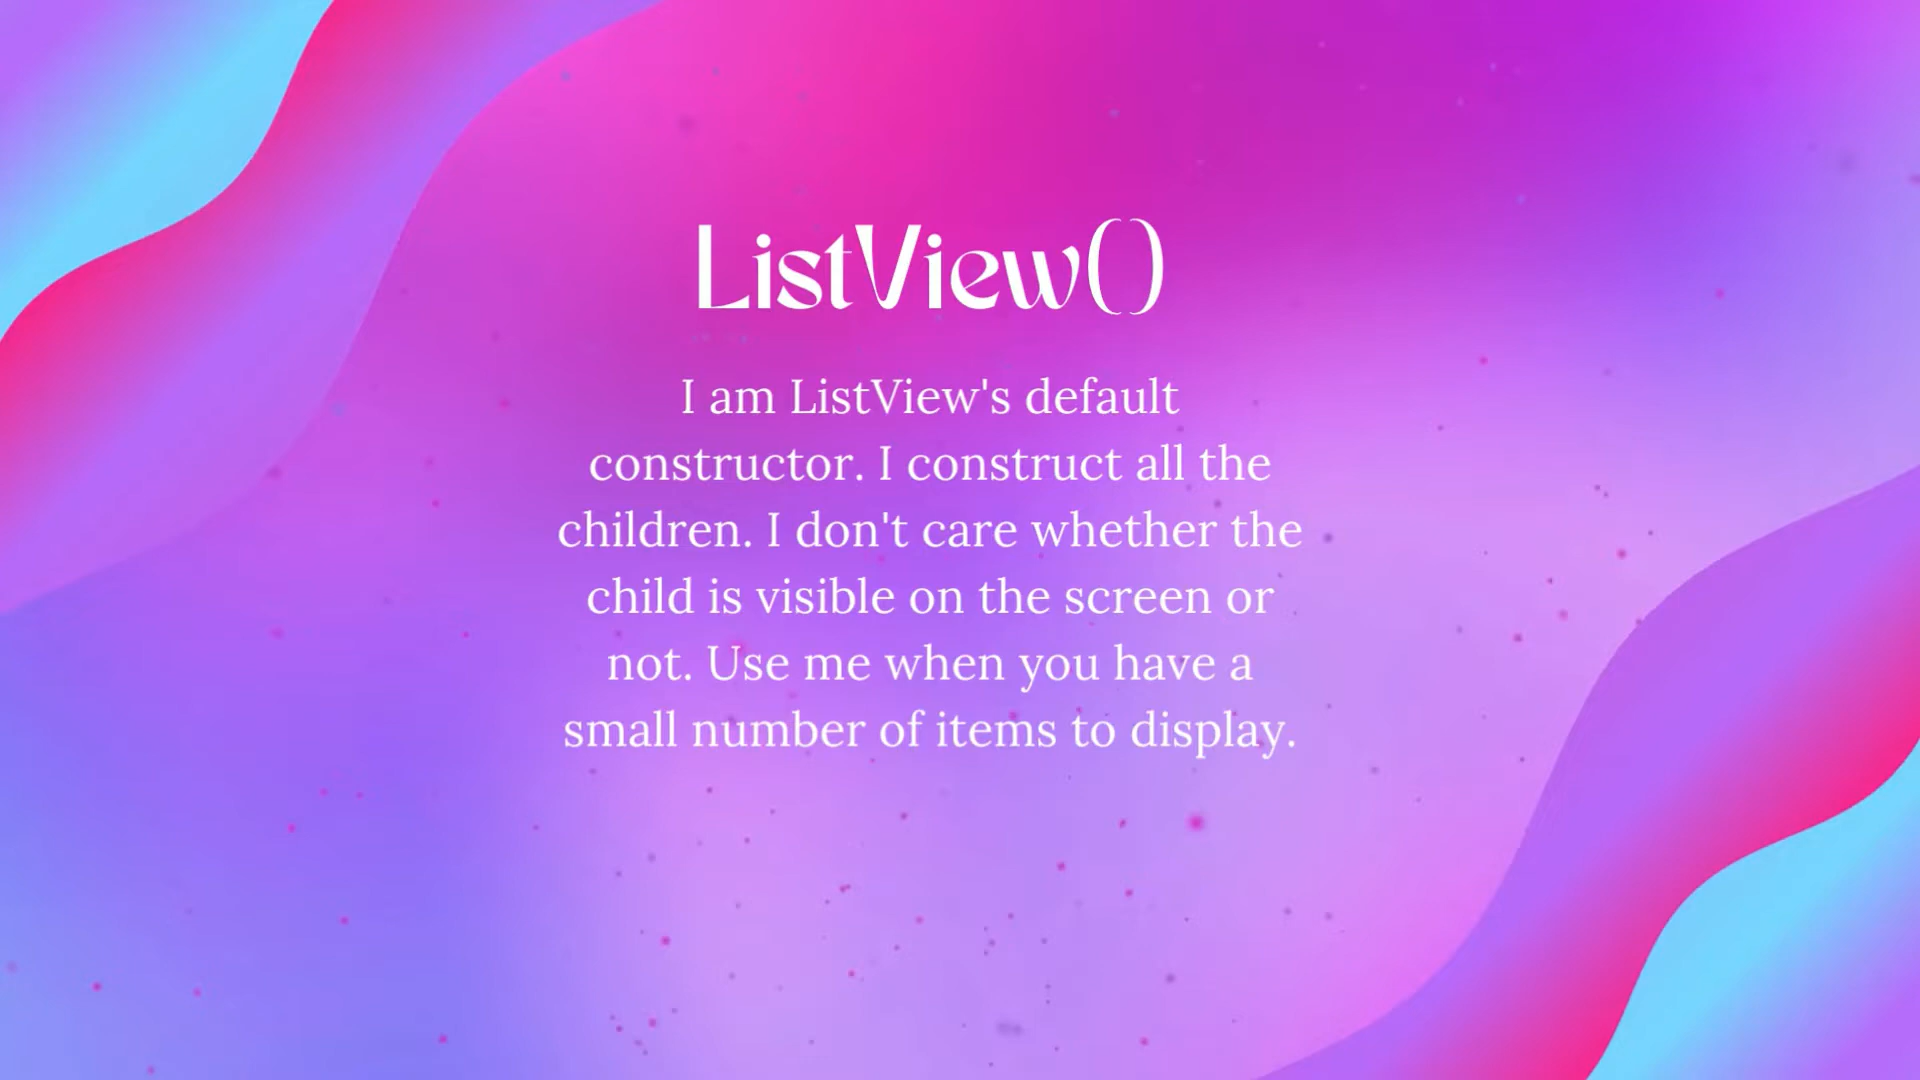 ListView()
I am ListView's default
constructor. I construct all the
children. I don't care whether the
child is visible on the screen or
not. Use me when you have a
small number of items to display.